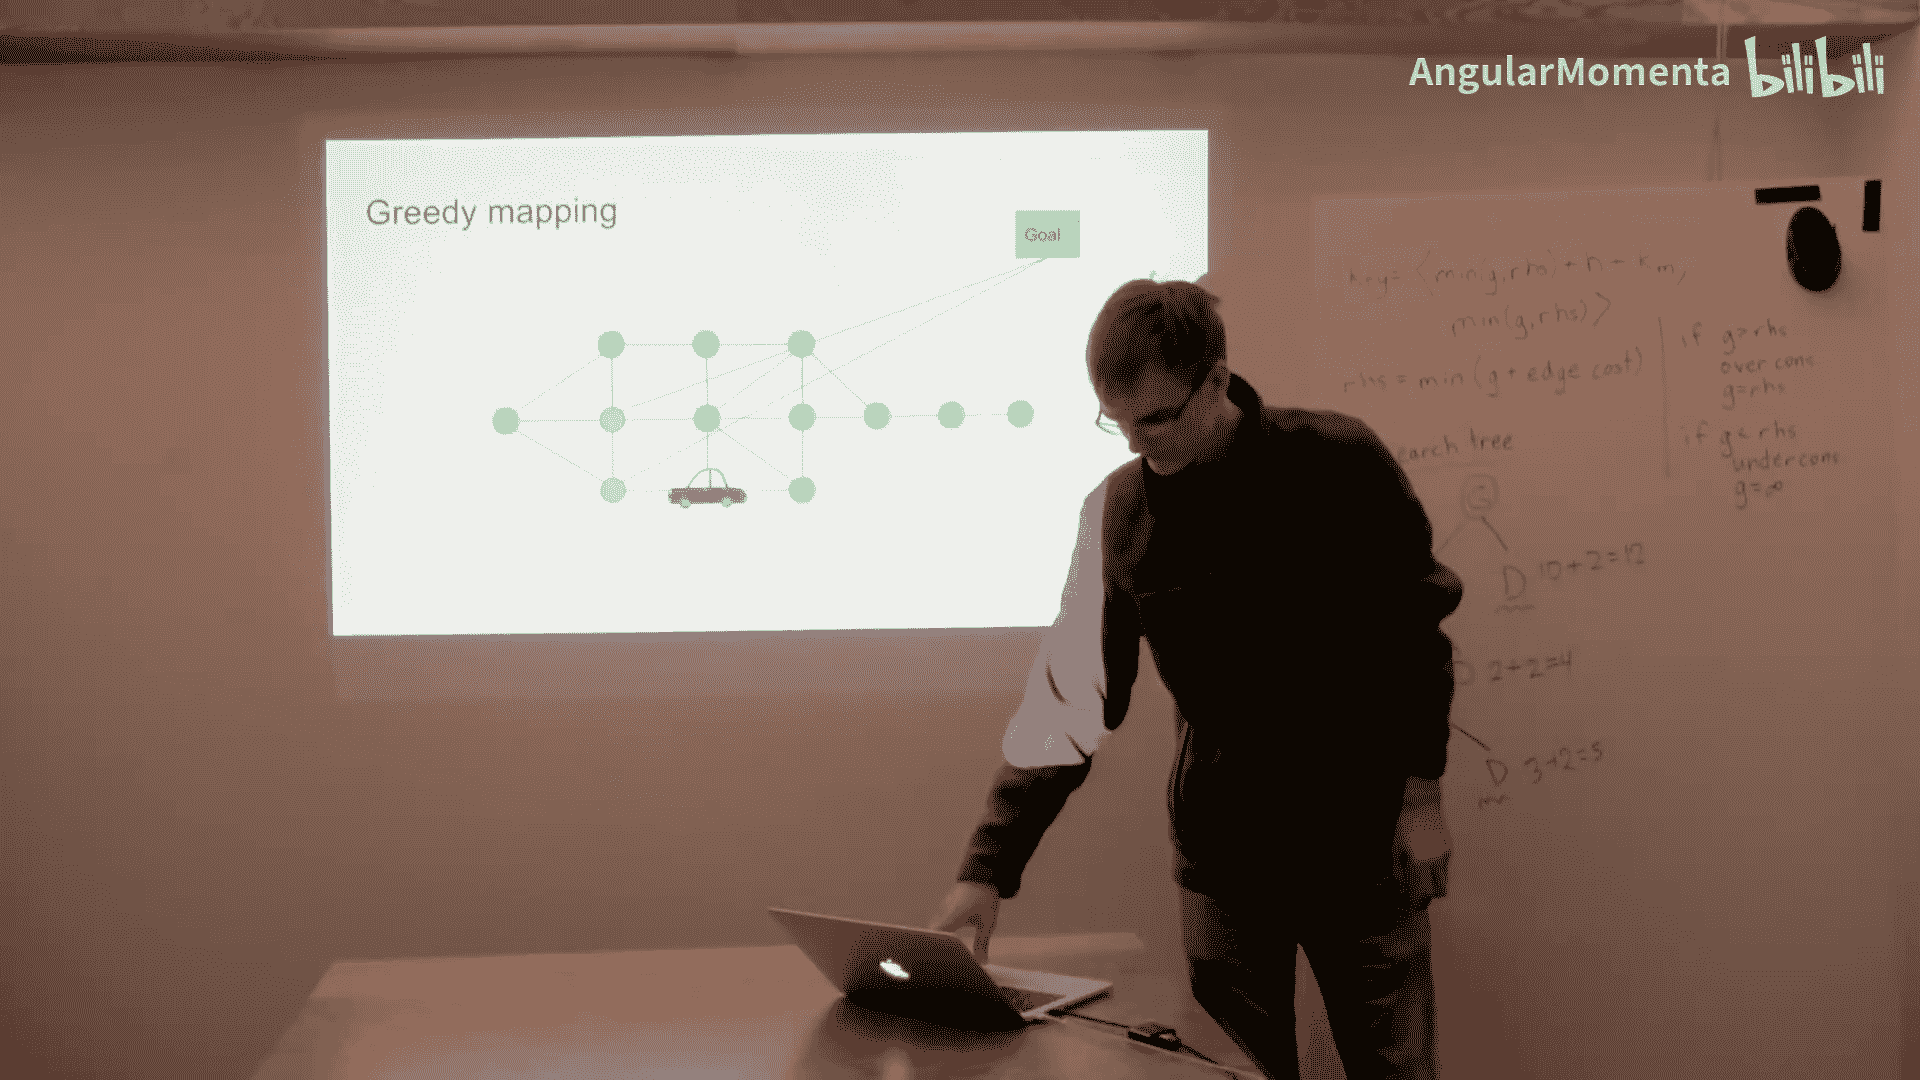 AngularMomenta bilibili
Greedy mapping
Goal
key = ⟨min(g,rhs) + h + Km,
min(g,rhs)⟩
rhs = min (g + edge cost)
if g > rhs
over cons.
g=rhs
if g < rhs
undercons.
g=∞
earch tree
G
D 10+2=12
D 2+2=4
D 3+2=5